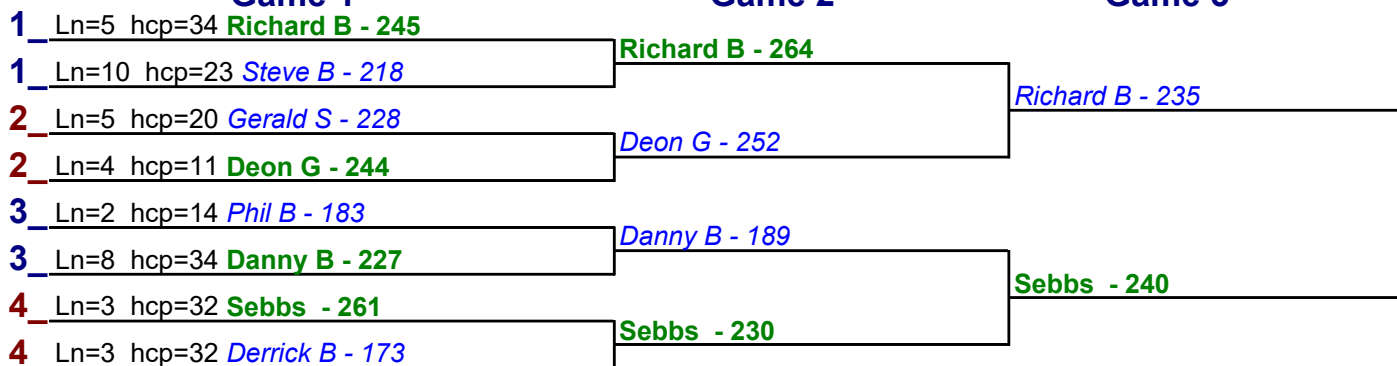 1_ Ln=5 hcp=34 Richard B - 245
Richard B - 264
1_ Ln=10 hcp=23 Steve B - 218
Richard B - 235
2_ Ln=5 hcp=20 Gerald S - 228
Deon G - 252
2_ Ln=4 hcp=11 Deon G - 244
3_ Ln=2 hcp=14 Phil B - 183
Danny B - 189
3_ Ln=8 hcp=34 Danny B - 227
Sebbs - 240
4_ Ln=3 hcp=32 Sebbs - 261
Sebbs - 230
4 Ln=3 hcp=32 Derrick B - 173